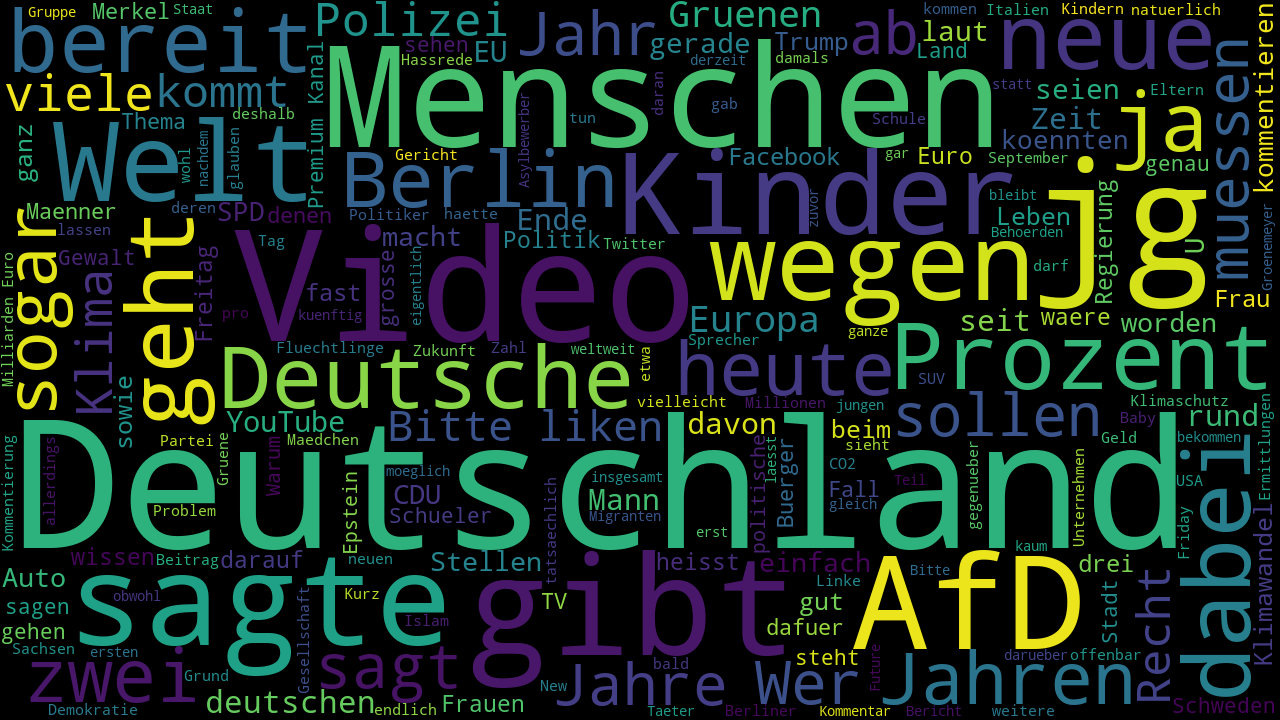 Gruppe
Merkel
Staat
Polizei
Jahr
Gruenen
kommen
Italien
Kindern
natuerlich
bereit
sehen
EU
Hassrede
gerade
derzeit
Trump
damals
ab
laut
Land
neue
viele
kommt
Premium Kanal
Menschen
daran
gab
tun
Schule
statt
seien
Eltern
ja
muessen
kommentieren
Thema
deshalb
ganz
Welt
wohl
nachdem
glauben
Gericht
Asylbewerber
Berlin
Kinder
Facebook
gar
Euro
September
Zeit
koennten
genau
Maenner
deren
SPD
denen
Politiker
haette
Ende
zuvor
bleibt
Leben
Behoerden
jg
Regierung
U
Groenemeyer
lassen
Gewalt
sogar
geht
Freitag
Tag
Video
macht
Politik
Twitter
wegen
darf
Frau
Milliarden Euro
Klima
pro
fast
kuenftig
grosse
eigentlich
Europa
Sprecher
ganze
seit
waere
worden
Fluechtlinge
Zukunft
Zahl
weltweit
etwa
heute
Prozent
SUV
Klimaschutz
sowie
Deutsche
vielleicht
Millionen
jungen
sollen
Baby
rund
YouTube
Bitte liken
davon
beim
sieht
Geld
bekommen
Kommentierung
allerdings
Partei
Gruene
Warum
Maedchen
Deutschland
moeglich
insgesamt
politische
laesst
Buerger
CO2
gegenueber
Unternehmen
USA
Ermittlungen
dabei
Problem
Epstein
CDU
Schueler
Mann
Migranten
erst
Fall
gleich
Teil
Friday
wissen
Beitrag
darauf
neuen
Stellen
tatsaechlich
heisst
einfach
Linke
Bitte
kaum
drei
Klimawandel
Auto
sagen
obwohl
sagte
Kurz
Islam
gibt
TV
gut
dafuer
AfD
Stadt
Recht
gehen
Sachsen
ersten
Gesellschaft
zwei
Grund
sagt
bald
steht
Future
darueber
offenbar
Demokratie
deutschen
endlich
Frauen
New
Jahre
Taeter
Wer
Berliner
Kommentar
Jahren
Bericht
weitere
Schweden